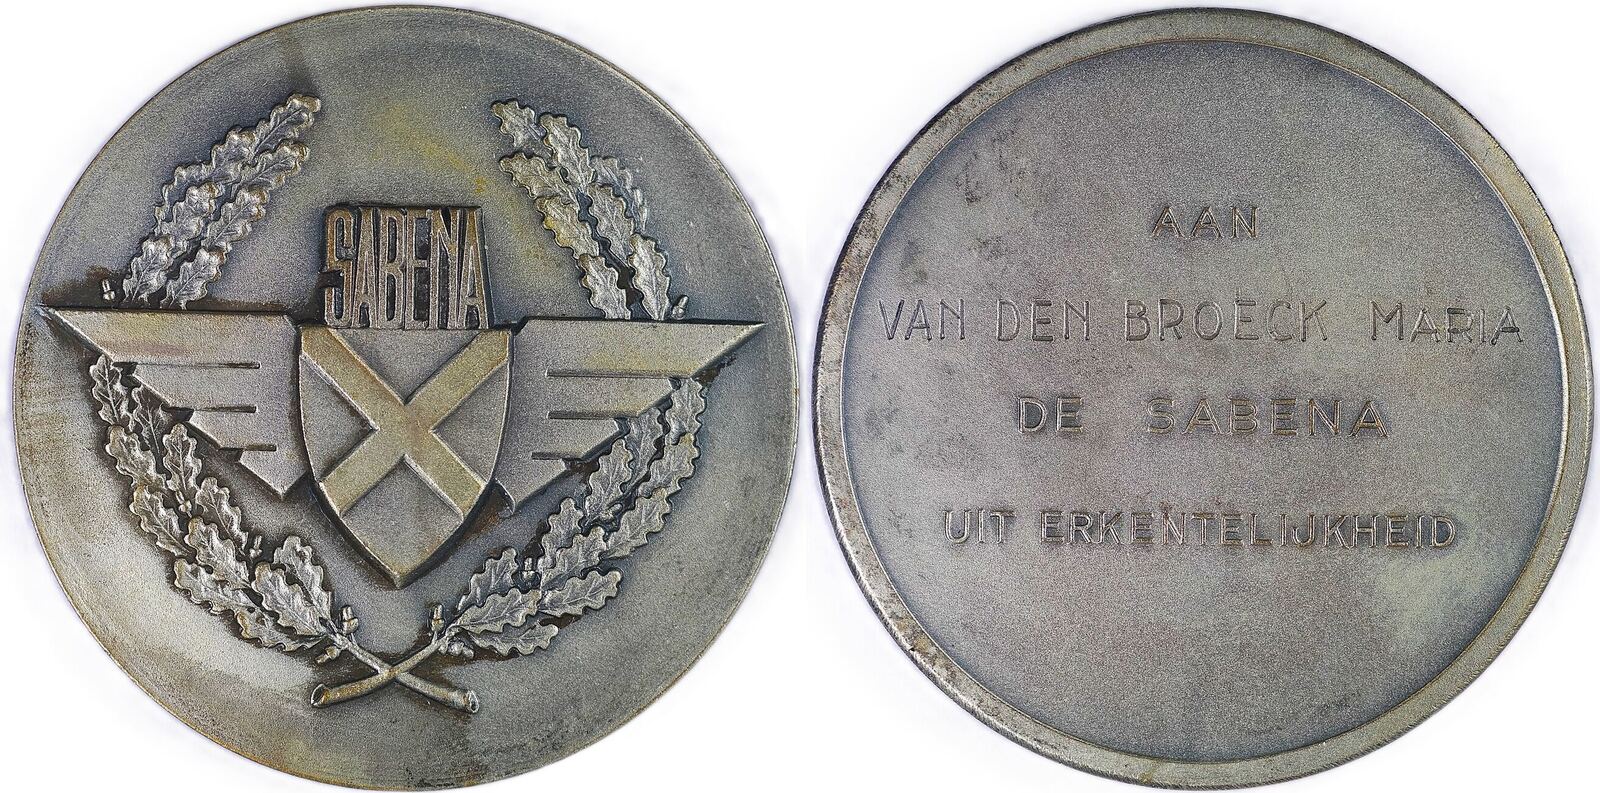 SABENA
AAN
VAN DEN BROECK MARIA
DE SABENA
UIT ERKENTELIJKHEID